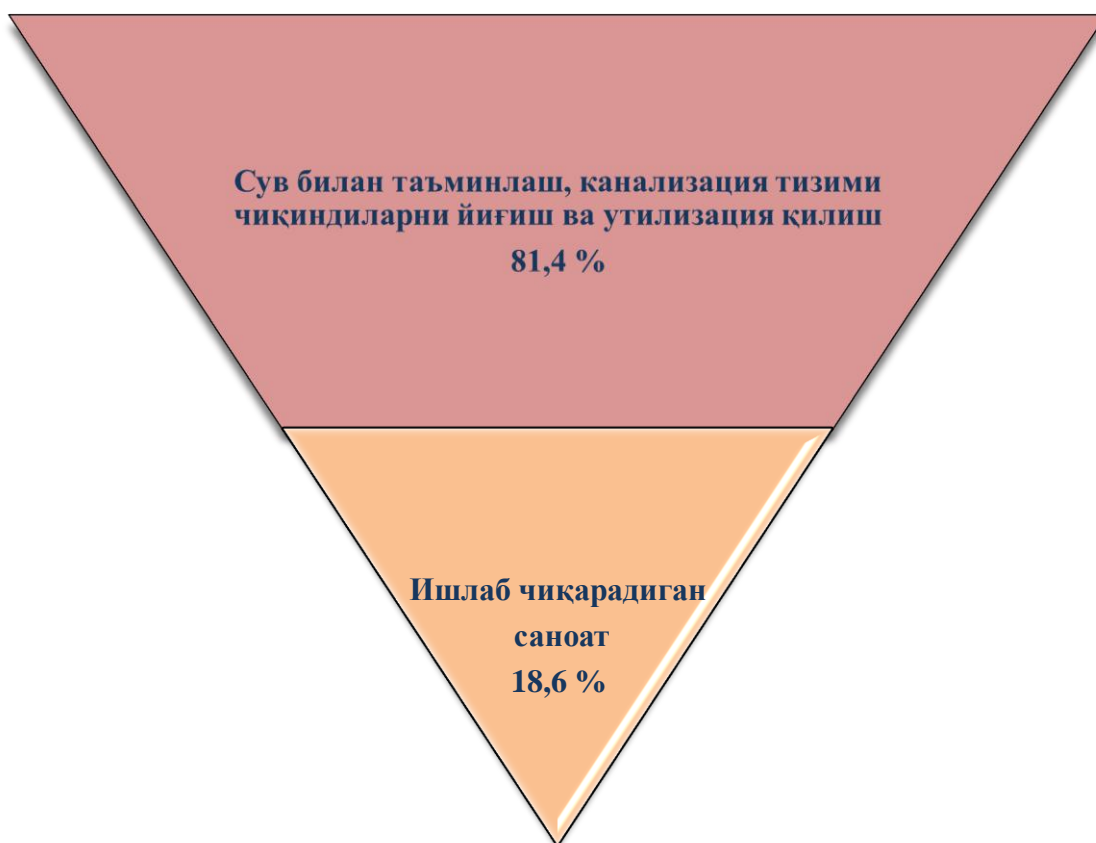 Сув билан таъминлаш, канализация тизими
чиқиндиларни йиғиш ва утилизация қилиш
81,4 %
Ишлаб чиқарадиган
саноат
18,6 %